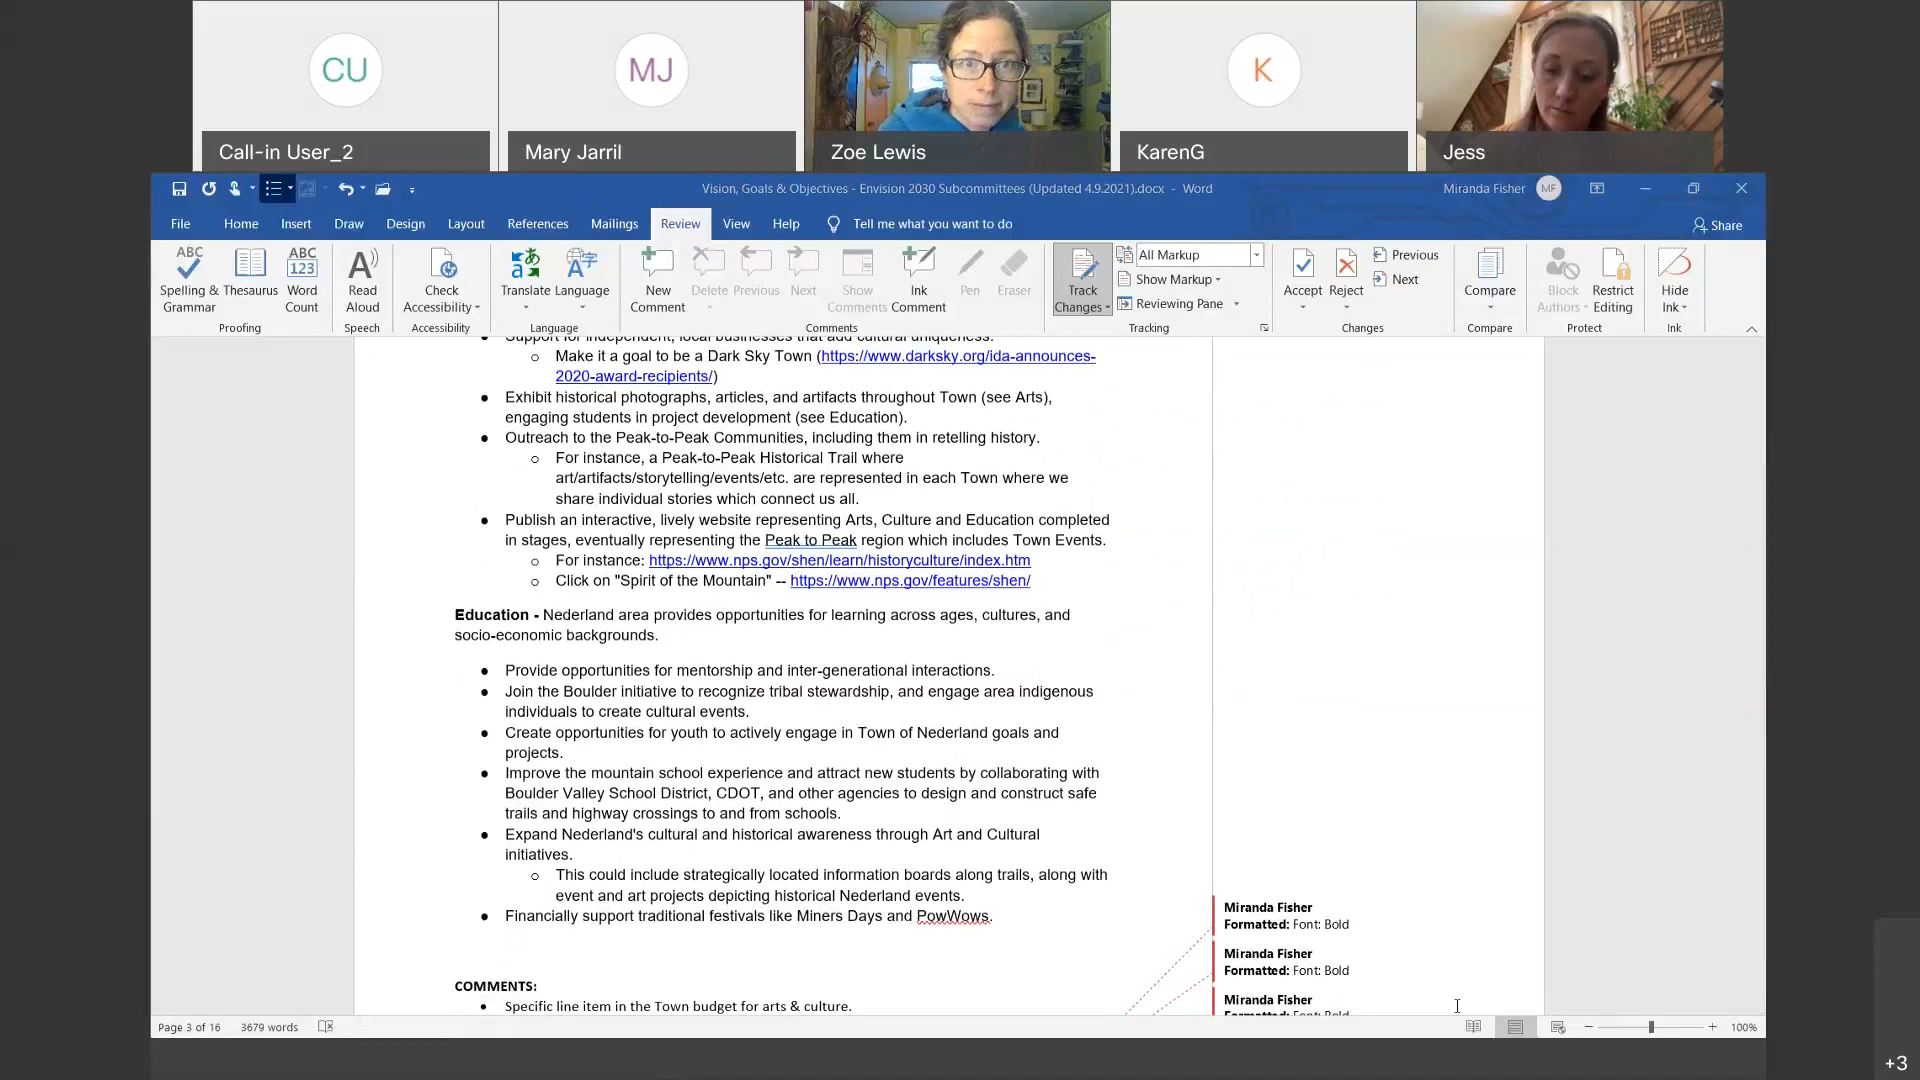 CU
MJ
K
Call-in User_2
Mary Jarril
Zoe Lewis
KarenG
Jess
Vision, Goals & Objectives - Envision 2030 Subcommittees (Updated 4.9.2021).docx - Word
Miranda Fisher
MF
File
Home
Insert
Draw
Design
Layout
References
Mailings
Review
View
Help
Tell me what you want to do
Share
ABC
Spelling &
Grammar
Thesaurus
ABC
123
Word
Count
Proofing
Read
Aloud
Speech
Check
Accessibility
Accessibility
Translate
Language
Language
New
Comment
Delete
Previous
Next
Show
Comments
Ink
Comment
Pen
Eraser
Comments
Track
Changes
All Markup
Show Markup
Reviewing Pane
Tracking
Accept
Reject
Previous
Next
Changes
Compare
Compare
Block
Authors
Restrict
Editing
Protect
Hide
Ink
Ink
Support for independent, local businesses that add cultural uniqueness.
Make it a goal to be a Dark Sky Town (https://www.darksky.org/ida-announces-
2020-award-recipients/)
Exhibit historical photographs, articles, and artifacts throughout Town (see Arts),
engaging students in project development (see Education).
Outreach to the Peak-to-Peak Communities, including them in retelling history.
For instance, a Peak-to-Peak Historical Trail where
art/artifacts/storytelling/events/etc. are represented in each Town where we
share individual stories which connect us all.
Publish an interactive, lively website representing Arts, Culture and Education completed
in stages, eventually representing the Peak to Peak region which includes Town Events.
For instance: https://www.nps.gov/shen/learn/historyculture/index.htm
Click on "Spirit of the Mountain" -- https://www.nps.gov/features/shen/
Education - Nederland area provides opportunities for learning across ages, cultures, and
socio-economic backgrounds.
Provide opportunities for mentorship and inter-generational interactions.
Join the Boulder initiative to recognize tribal stewardship, and engage area indigenous
individuals to create cultural events.
Create opportunities for youth to actively engage in Town of Nederland goals and
projects.
Improve the mountain school experience and attract new students by collaborating with
Boulder Valley School District, CDOT, and other agencies to design and construct safe
trails and highway crossings to and from schools.
Expand Nederland's cultural and historical awareness through Art and Cultural
initiatives.
This could include strategically located information boards along trails, along with
event and art projects depicting historical Nederland events.
Financially support traditional festivals like Miners Days and PowWows.
COMMENTS:
Specific line item in the Town budget for arts & culture.
Miranda Fisher
Formatted: Font: Bold
Miranda Fisher
Formatted: Font: Bold
Miranda Fisher
Formatted: Font: Bold
Page 3 of 16
3679 words
100%
+3